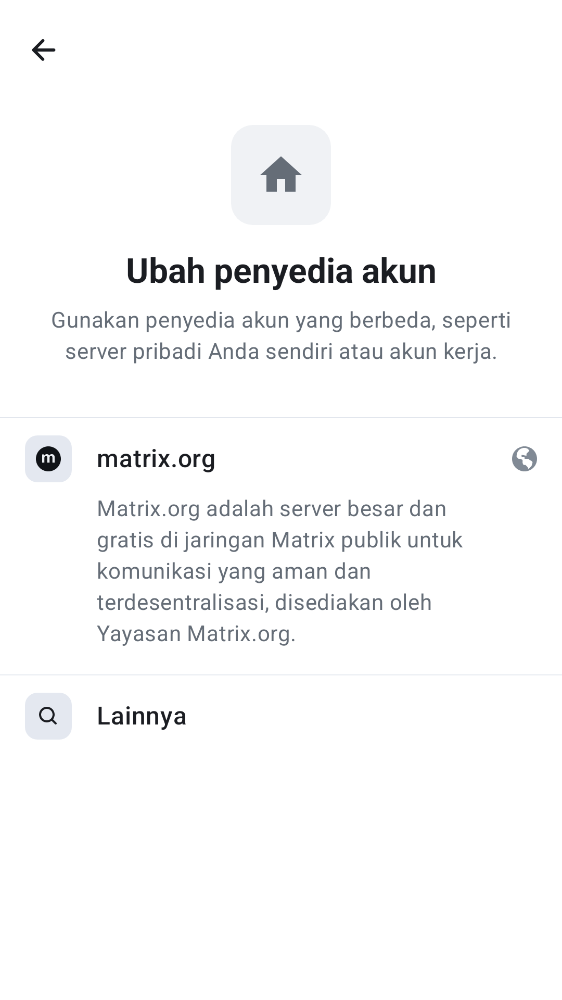 Ubah penyedia akun
Gunakan penyedia akun yang berbeda, seperti
server pribadi Anda sendiri atau akun kerja.
m
matrix.org
Matrix.org adalah server besar dan
gratis di jaringan Matrix publik untuk
komunikasi yang aman dan
terdesentralisasi, disediakan oleh
Yayasan Matrix.org.
Lainnya